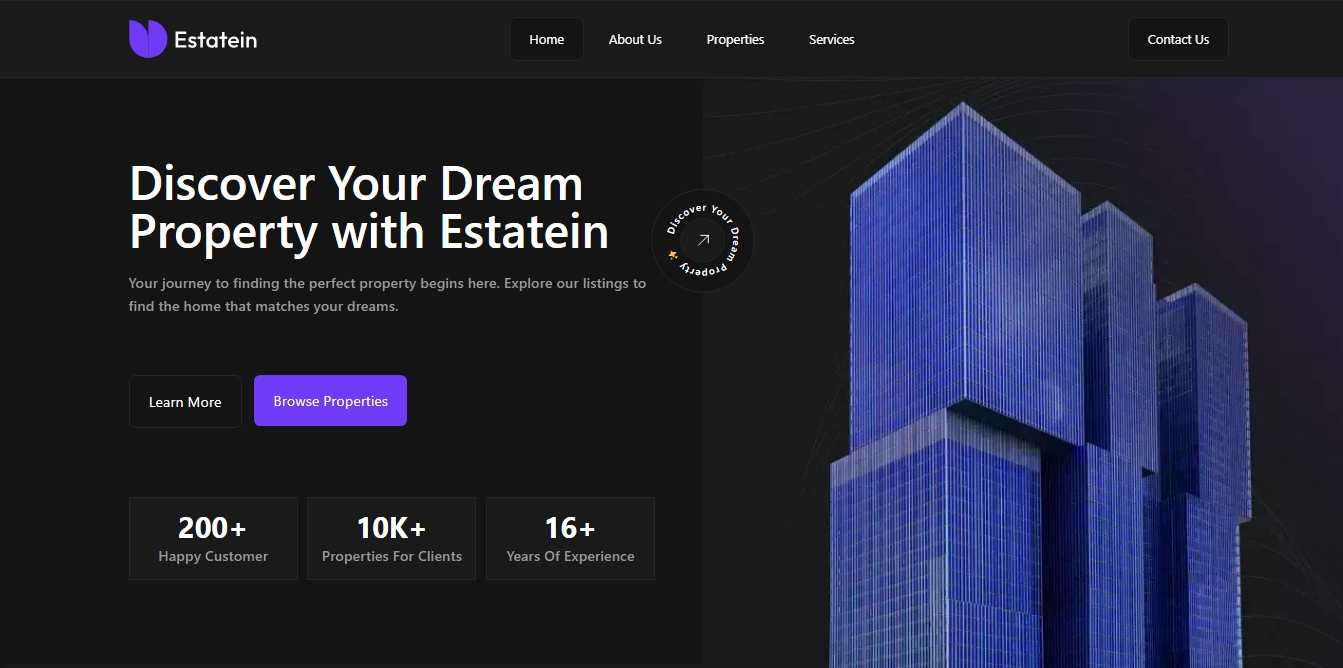 Estatein
Home
About Us
Properties
Services
Contact Us
Discover Your Dream
Property with Estatein
Your journey to finding the perfect property begins here. Explore our listings to
find the home that matches your dreams.
Discover Your Dream Property
Learn More
Browse Properties
200+
Happy Customer
10K+
Properties For Clients
16+
Years Of Experience